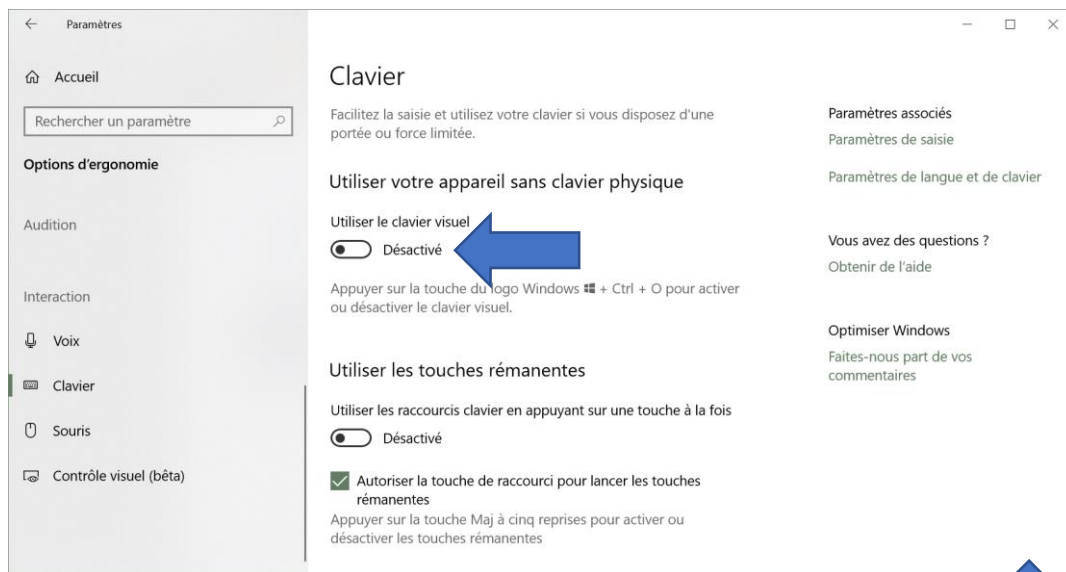 Paramètres
Accueil
Rechercher un paramètre
Options d'ergonomie
Audition
Interaction
Voix
Clavier
Souris
Contrôle visuel (bêta)
Clavier
Facilitez la saisie et utilisez votre clavier si vous disposez d'une
portée ou force limitée.
Utiliser votre appareil sans clavier physique
Utiliser le clavier visuel
Désactivé
Appuyer sur la touche du logo Windows + Ctrl + O pour activer
ou désactiver le clavier visuel.
Utiliser les touches rémanentes
Utiliser les raccourcis clavier en appuyant sur une touche à la fois
Désactivé
Autoriser la touche de raccourci pour lancer les touches
rémanentes
Appuyer sur la touche Maj à cinq reprises pour activer ou
désactiver les touches rémanentes
Paramètres associés
Paramètres de saisie
Paramètres de langue et de clavier
Vous avez des questions ?
Obtenir de l'aide
Optimiser Windows
Faites-nous part de vos
commentaires